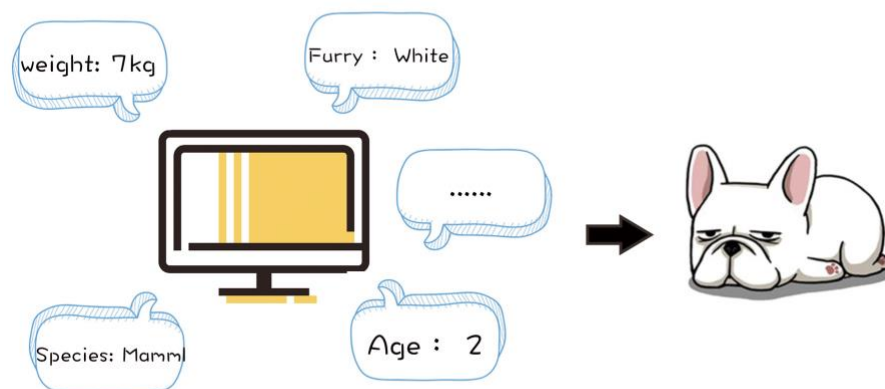 weight: 7kg
Furry : White
......
Species: Mamml
Age : 2